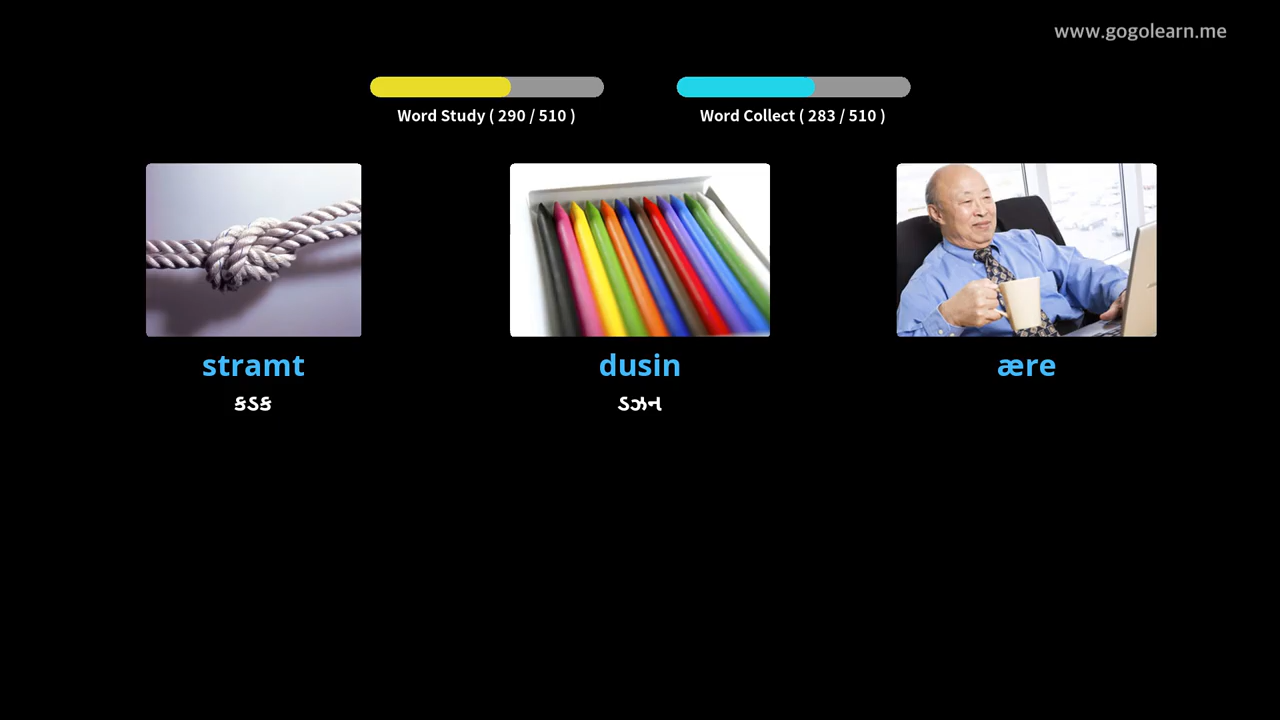 www.gogolearn.me
Word Study ( 290 / 510 )
Word Collect ( 283 / 510 )
stramt
dusin
ære
કડક
ડઝન